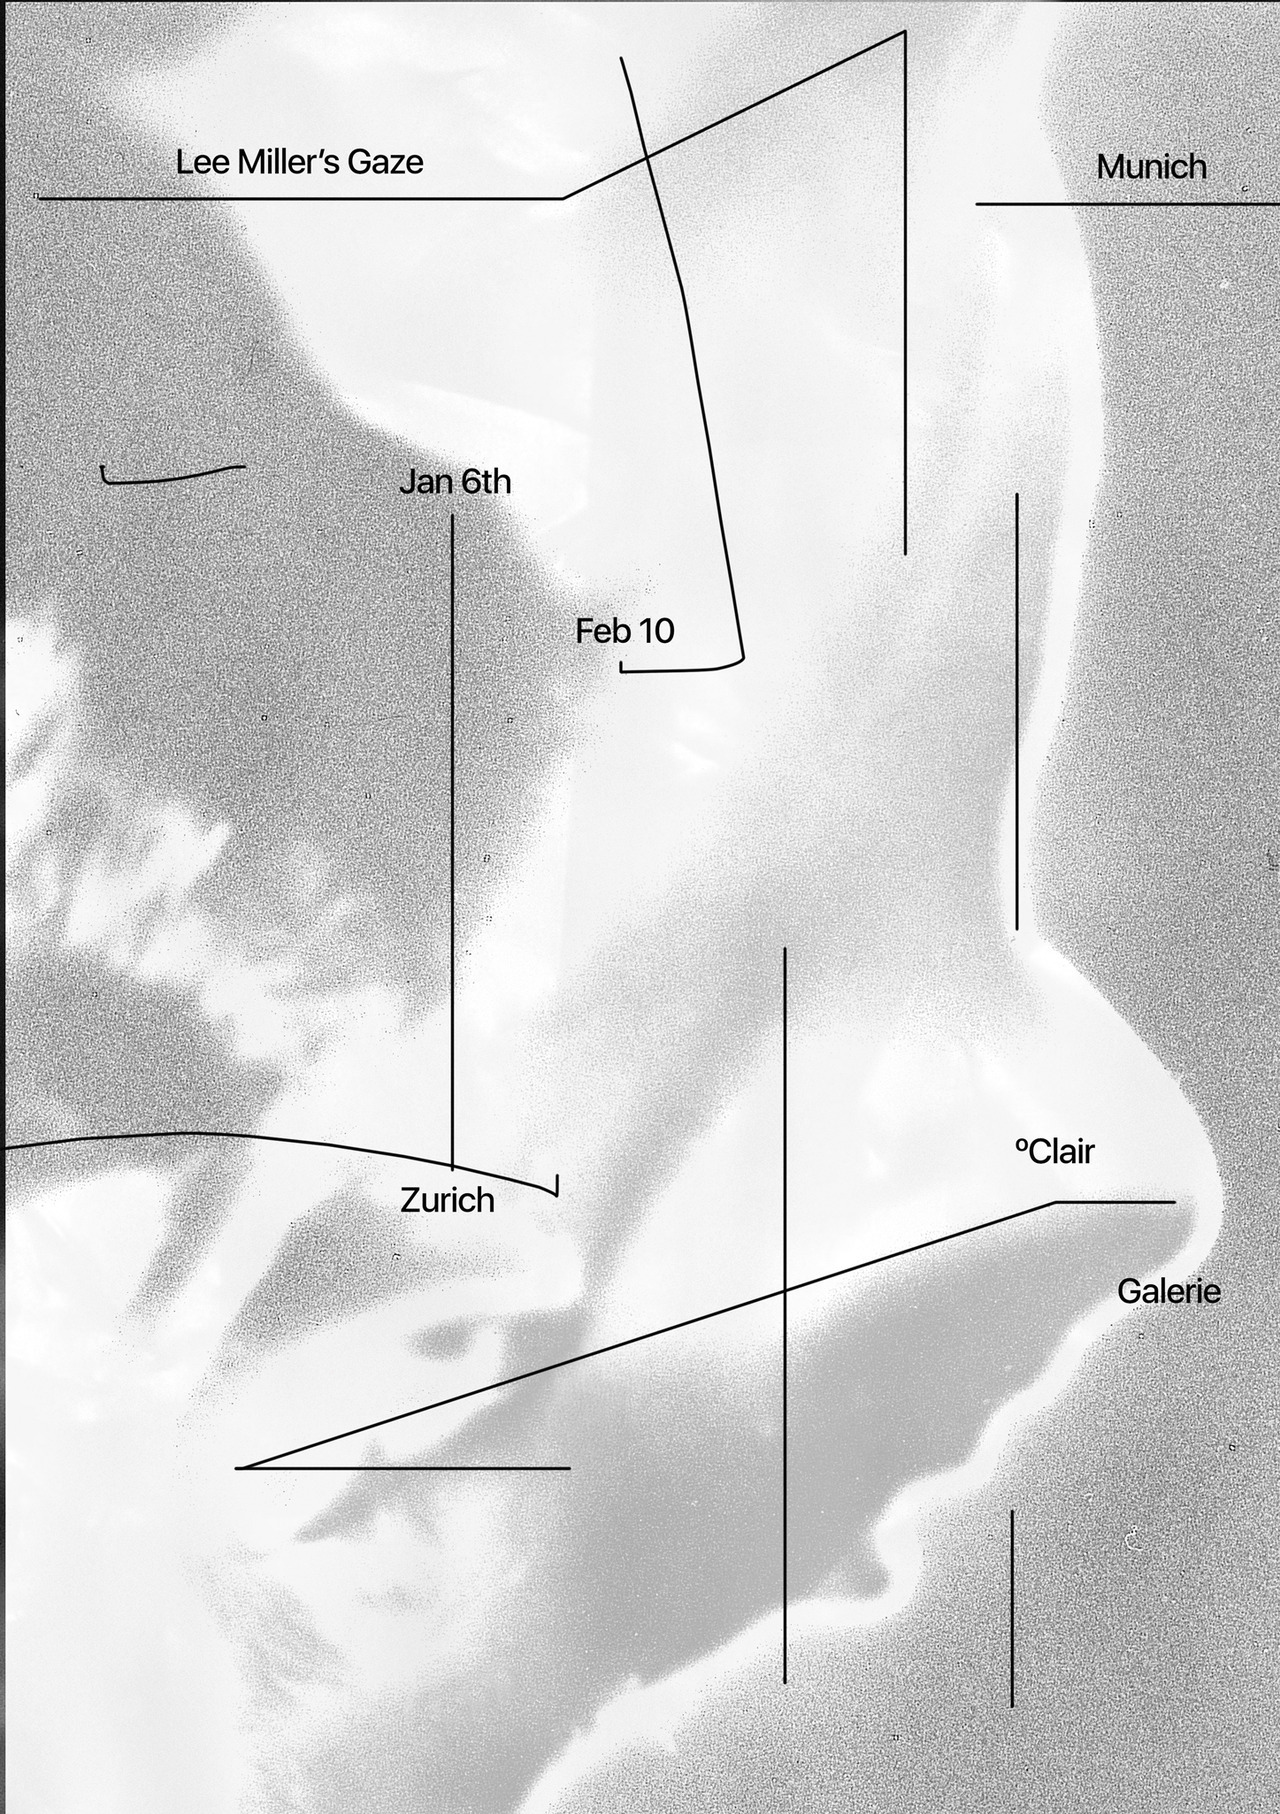 Lee Miller’s Gaze
Munich
Jan 6th
Feb 10
ºClair
Zurich
Galerie